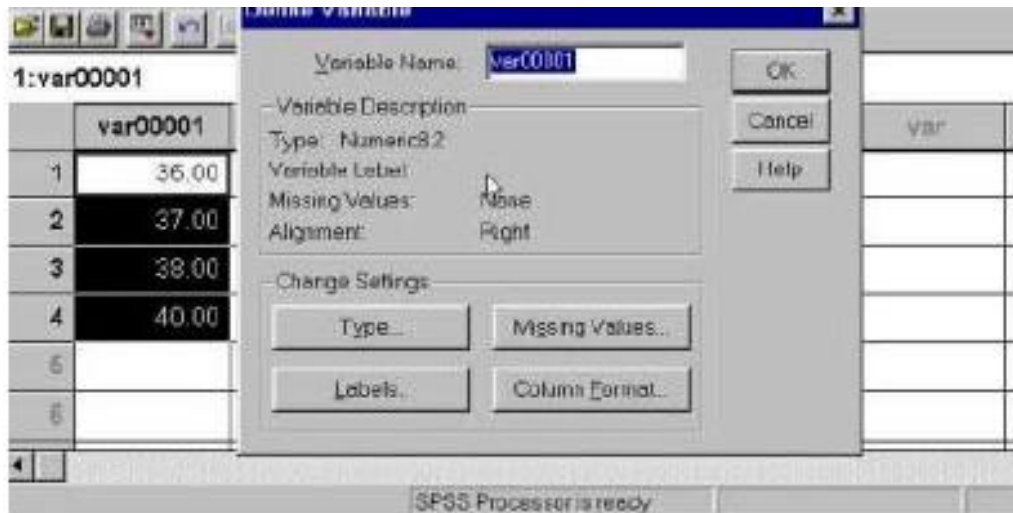 Define Variable
1:var00001
var00001
var
1 36.00
2 37.00
3 38.00
4 40.00
5
6
Variable Name: var00001
Variable Description
Type: Numeric8.2
Variable Label:
Missing Values: None
Alignment: Right
Change Settings
Type...
Missing Values...
Labels...
Column Format...
OK
Cancel
Help
SPSS Processor is ready